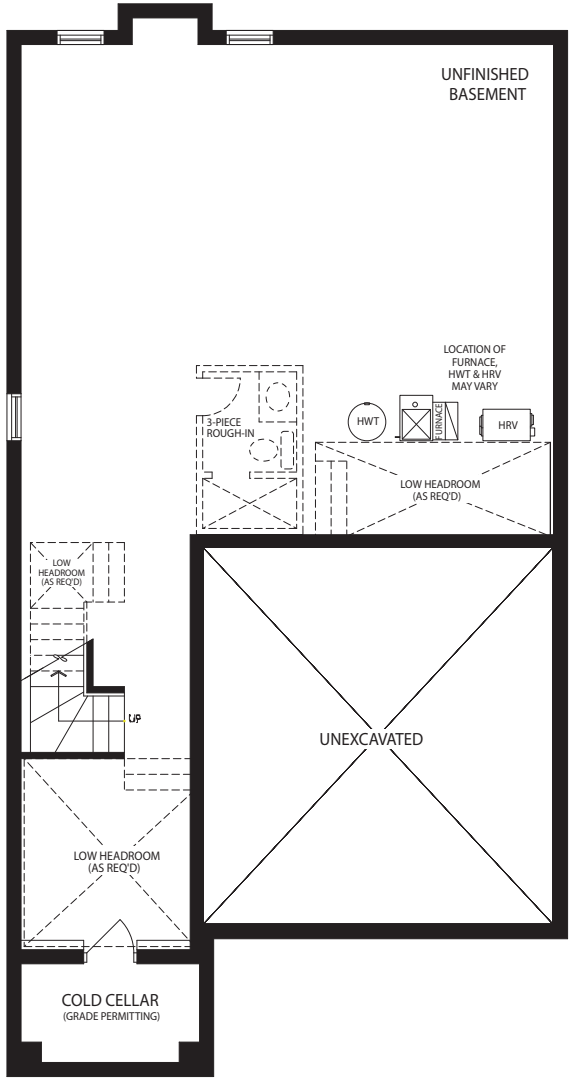 UNFINISHED
BASEMENT
LOCATION OF
FURNACE,
HWT & HRV
MAY VARY
3-PIECE
ROUGH-IN
HWT
FURNACE
HRV
LOW HEADROOM
(AS REQ'D)
LOW
HEADROOM
(AS REQ'D)
UP
UNEXCAVATED
LOW HEADROOM
(AS REQ'D)
COLD CELLAR
(GRADE PERMITTING)